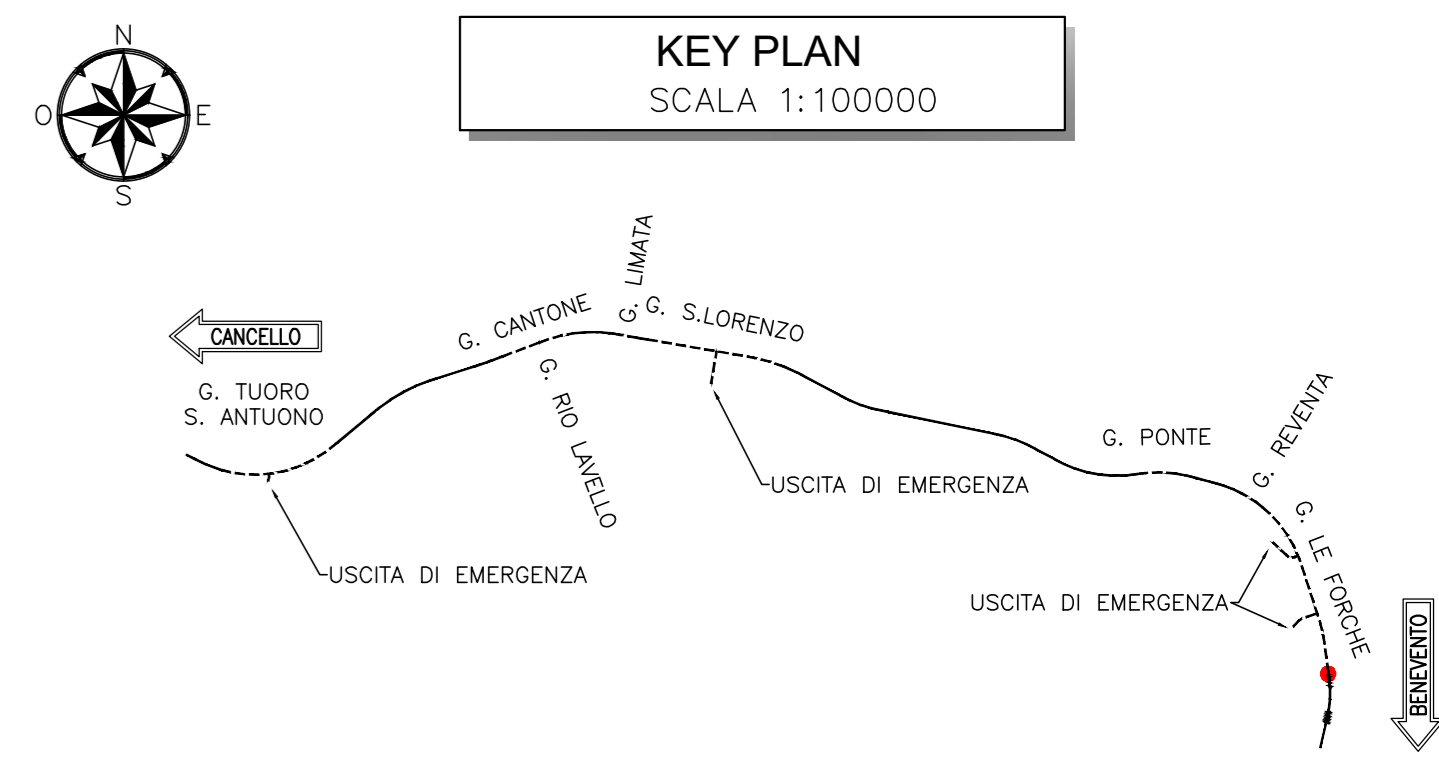 N
O
E
S
KEY PLAN
SCALA 1:100000
CANCELLO
G. TUORO
S. ANTUONO
G. CANTONE
G. LIMATA
G. S.LORENZO
G. RIO LAVELLO
USCITA DI EMERGENZA
USCITA DI EMERGENZA
G. PONTE
G. REVENTA
G. LE FORCHE
USCITA DI EMERGENZA
BENEVENTO